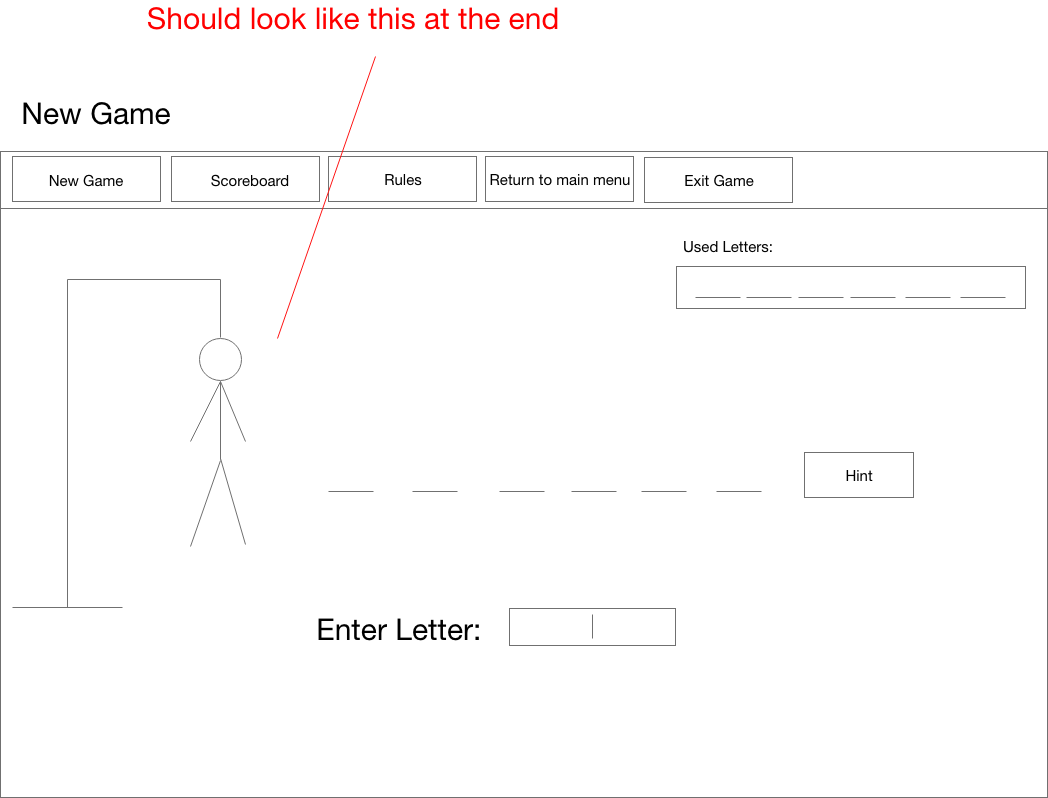 Should look like this at the end
New Game
New Game
Scoreboard
Rules
Return to main menu
Exit Game
Used Letters:
Hint
Enter Letter: